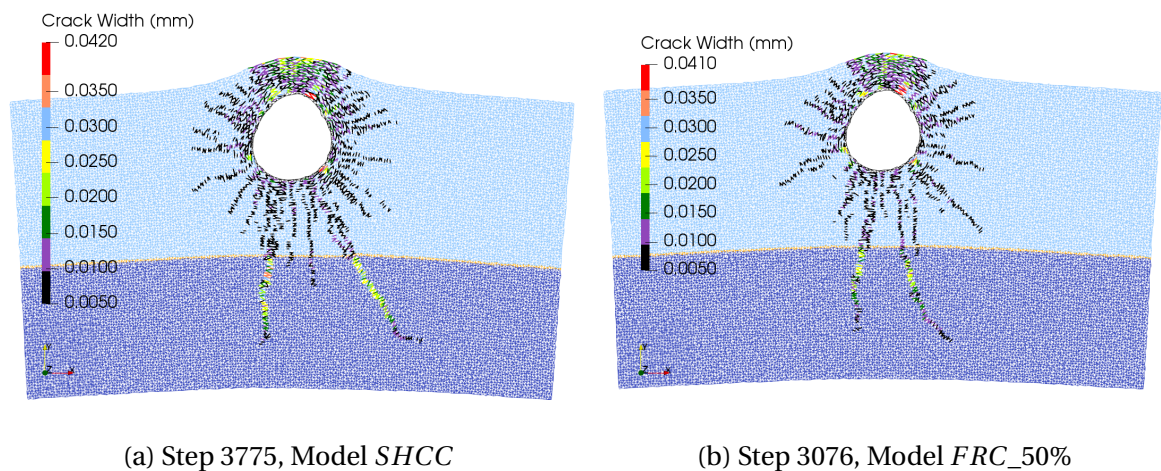 Crack Width (mm)
0.0420
0.0350
0.0300
0.0250
0.0200
0.0150
0.0100
0.0050
Y
Z
X
(a) Step 3775, Model SHCC
Crack Width (mm)
0.0410
0.0350
0.0300
0.0250
0.0200
0.0150
0.0100
0.0050
Y
Z
X
(b) Step 3076, Model FRC_50%